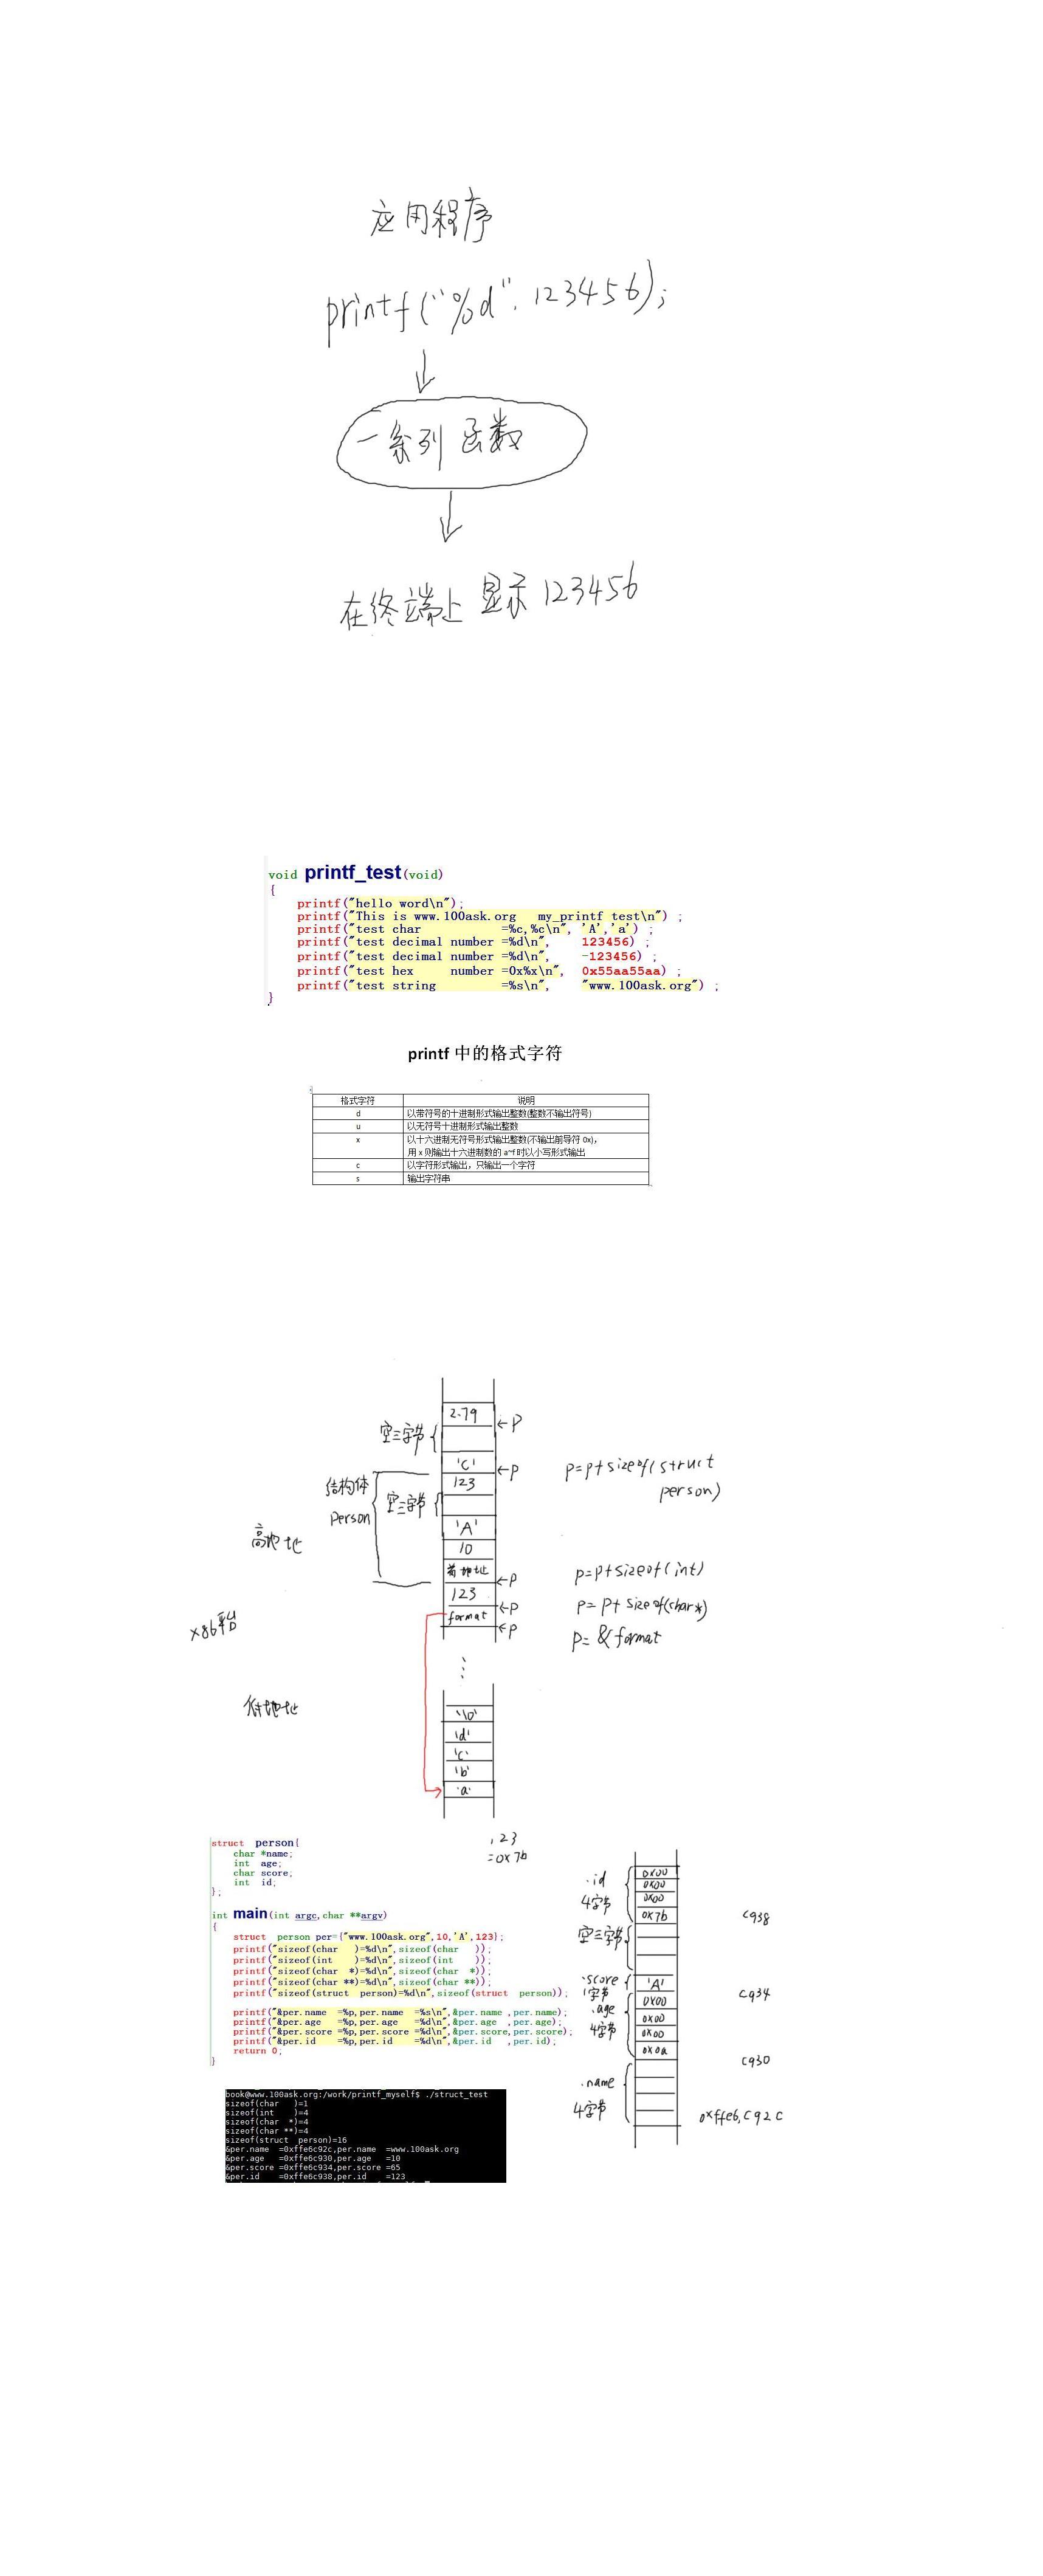 应用程序
printf("%d", 123456);
一系列函数
在终端上 显示 123456
void printf_test(void)
{
    printf("hello word\n");
    printf("This is www.100ask.org   my_printf test\n") ;
    printf("test char           =%c,%c\n", 'A','a') ;
    printf("test decimal number =%d\n",    123456) ;
    printf("test decimal number =%d\n",    -123456) ;
    printf("test hex     number =0x%x\n",  0x55aa55aa) ;
    printf("test string         =%s\n",    "www.100ask.org") ;
}
printf 中的格式字符
格式字符 说明
d 以带符号的十进制形式输出整数(整数不输出符号)
u 以无符号十进制形式输出整数
x 以十六进制无符号形式输出整数(不输出前导符 0x)，
用 x 则输出十六进制数的 a~f 时以小写形式输出
c 以字符形式输出，只输出一个字符
s 输出字符串
2.79
←P
空三字节
'C'
←P
p=p+sizeof(struct
person)
结构体
Person
123
空三字节
'A'
高地址
10
首地址
←P
p=p+sizeof(int)
123
←P
p=p+sizeof(char*)
format
←P
p=&format
x86平台
低地址
'\0'
'd'
'c'
'b'
'a'
struct  person{
    char *name;
    int  age;
    char score;
    int  id;
};
int main(int argc,char **argv)
{
    struct  person per={"www.100ask.org",10,'A',123};
    printf("sizeof(char   )=%d\n",sizeof(char   ));
    printf("sizeof(int    )=%d\n",sizeof(int    ));
    printf("sizeof(char  *)=%d\n",sizeof(char  *));
    printf("sizeof(char **)=%d\n",sizeof(char **));
    printf("sizeof(struct  person)=%d\n",sizeof(struct  person));
    printf("&per.name  =%p,per.name  =%s\n",&per.name ,per.name);
    printf("&per.age   =%p,per.age   =%d\n",&per.age  ,per.age);
    printf("&per.score =%p,per.score =%d\n",&per.score,per.score);
    printf("&per.id    =%p,per.id    =%d\n",&per.id   ,per.id);
    return 0;
}
123
=0x7b
.id
4字节
0x00
0x00
0x00
0x7b
c938
空三字节
.score
1字节
'A'
c934
.age
4字节
0x00
0x00
0x00
0x0a
c930
.name
4字节
0xffe6,c92c
book@www.100ask.org:/work/printf_myself$ ./struct_test
sizeof(char   )=1
sizeof(int    )=4
sizeof(char  *)=4
sizeof(char **)=4
sizeof(struct  person)=16
&per.name  =0xffe6c92c,per.name  =www.100ask.org
&per.age   =0xffe6c930,per.age   =10
&per.score =0xffe6c934,per.score =65
&per.id    =0xffe6c938,per.id    =123